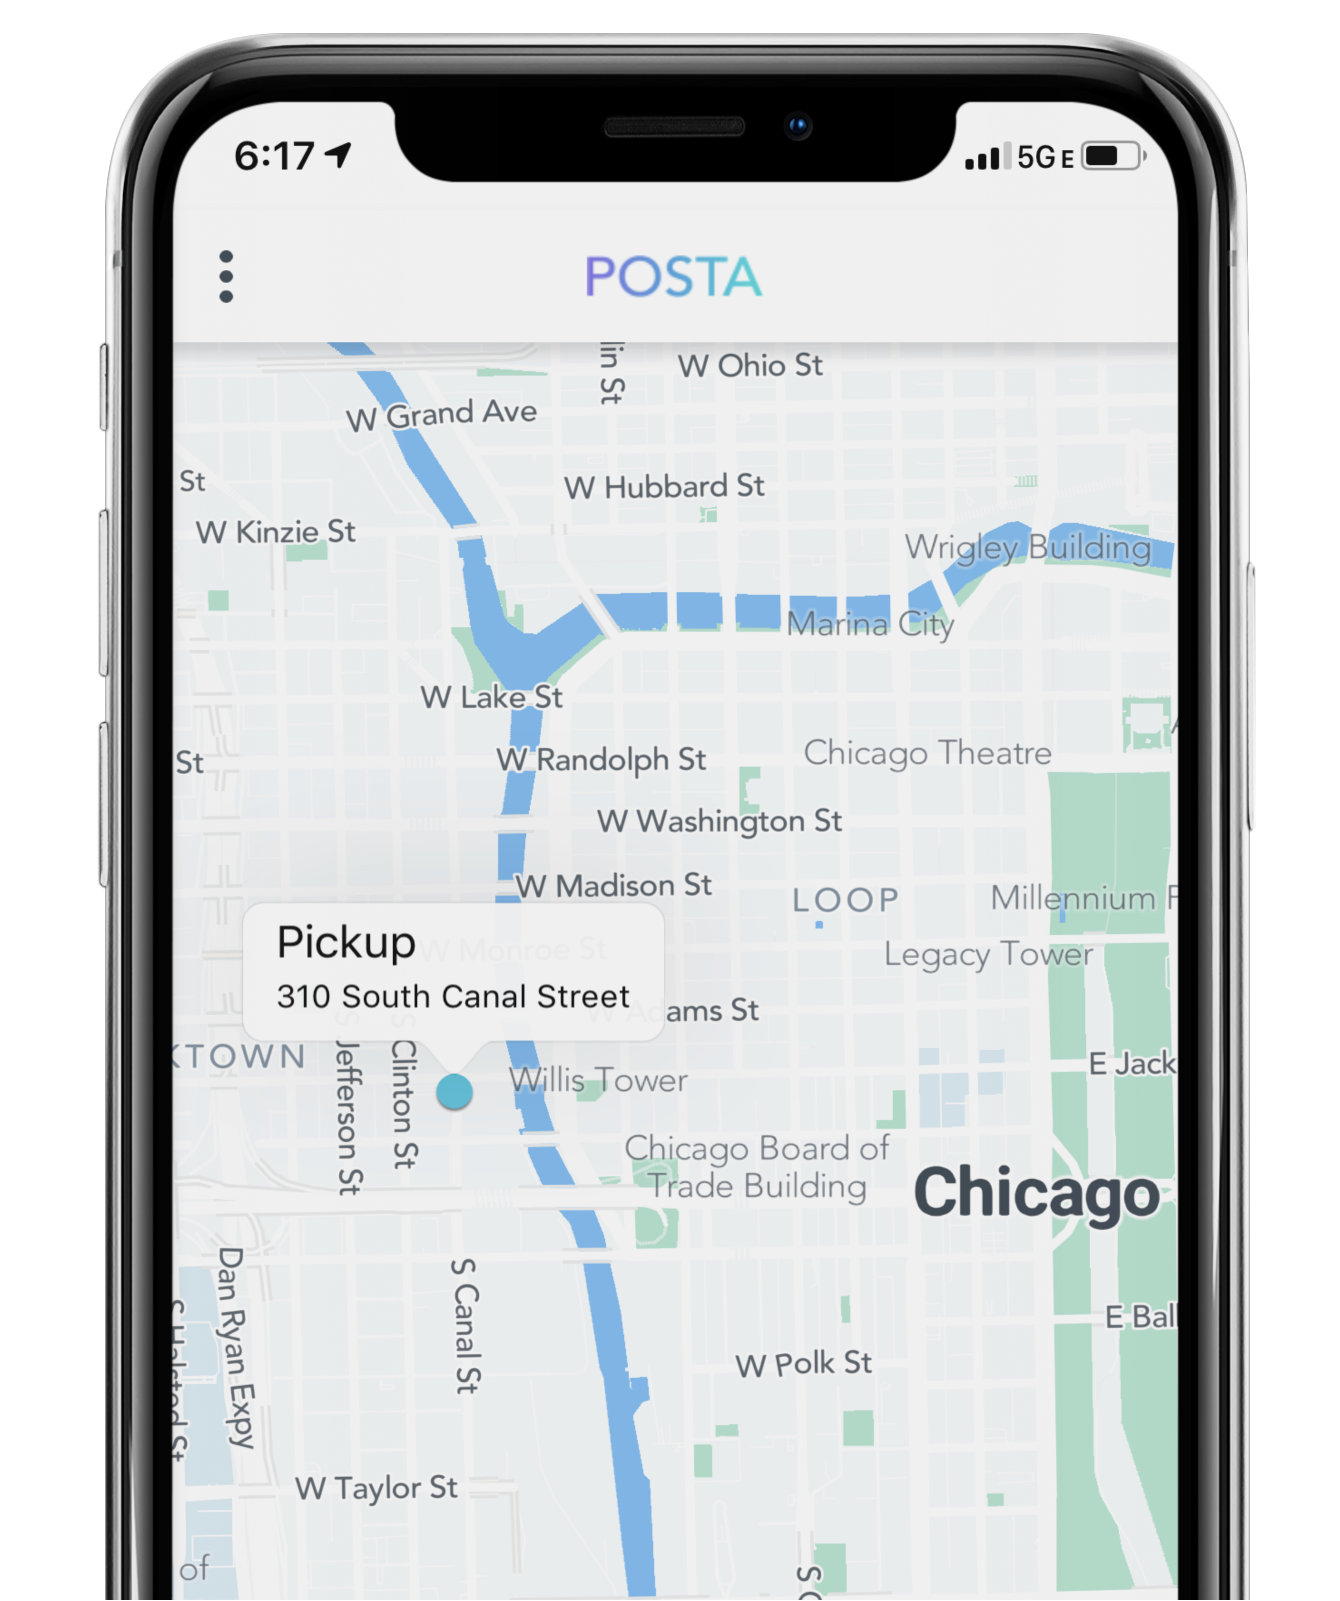 6:17
5G E
POSTA
lin St
W Ohio St
W Grand Ave
St
W Hubbard St
W Kinzie St
Wrigley Building
Marina City
W Lake St
St
W Randolph St
Chicago Theatre
W Washington St
W Madison St
LOOP
Millennium
Pickup
W Monroe St
Legacy Tower
310 South Canal Street
W Adams St
KTOWN
S Jefferson St
S Clinton St
Willis Tower
E Jack
Chicago Board of
Trade Building
Chicago
Dan Ryan Expy
S Canal St
S Halsted St
E Bal
W Polk St
W Taylor St
of